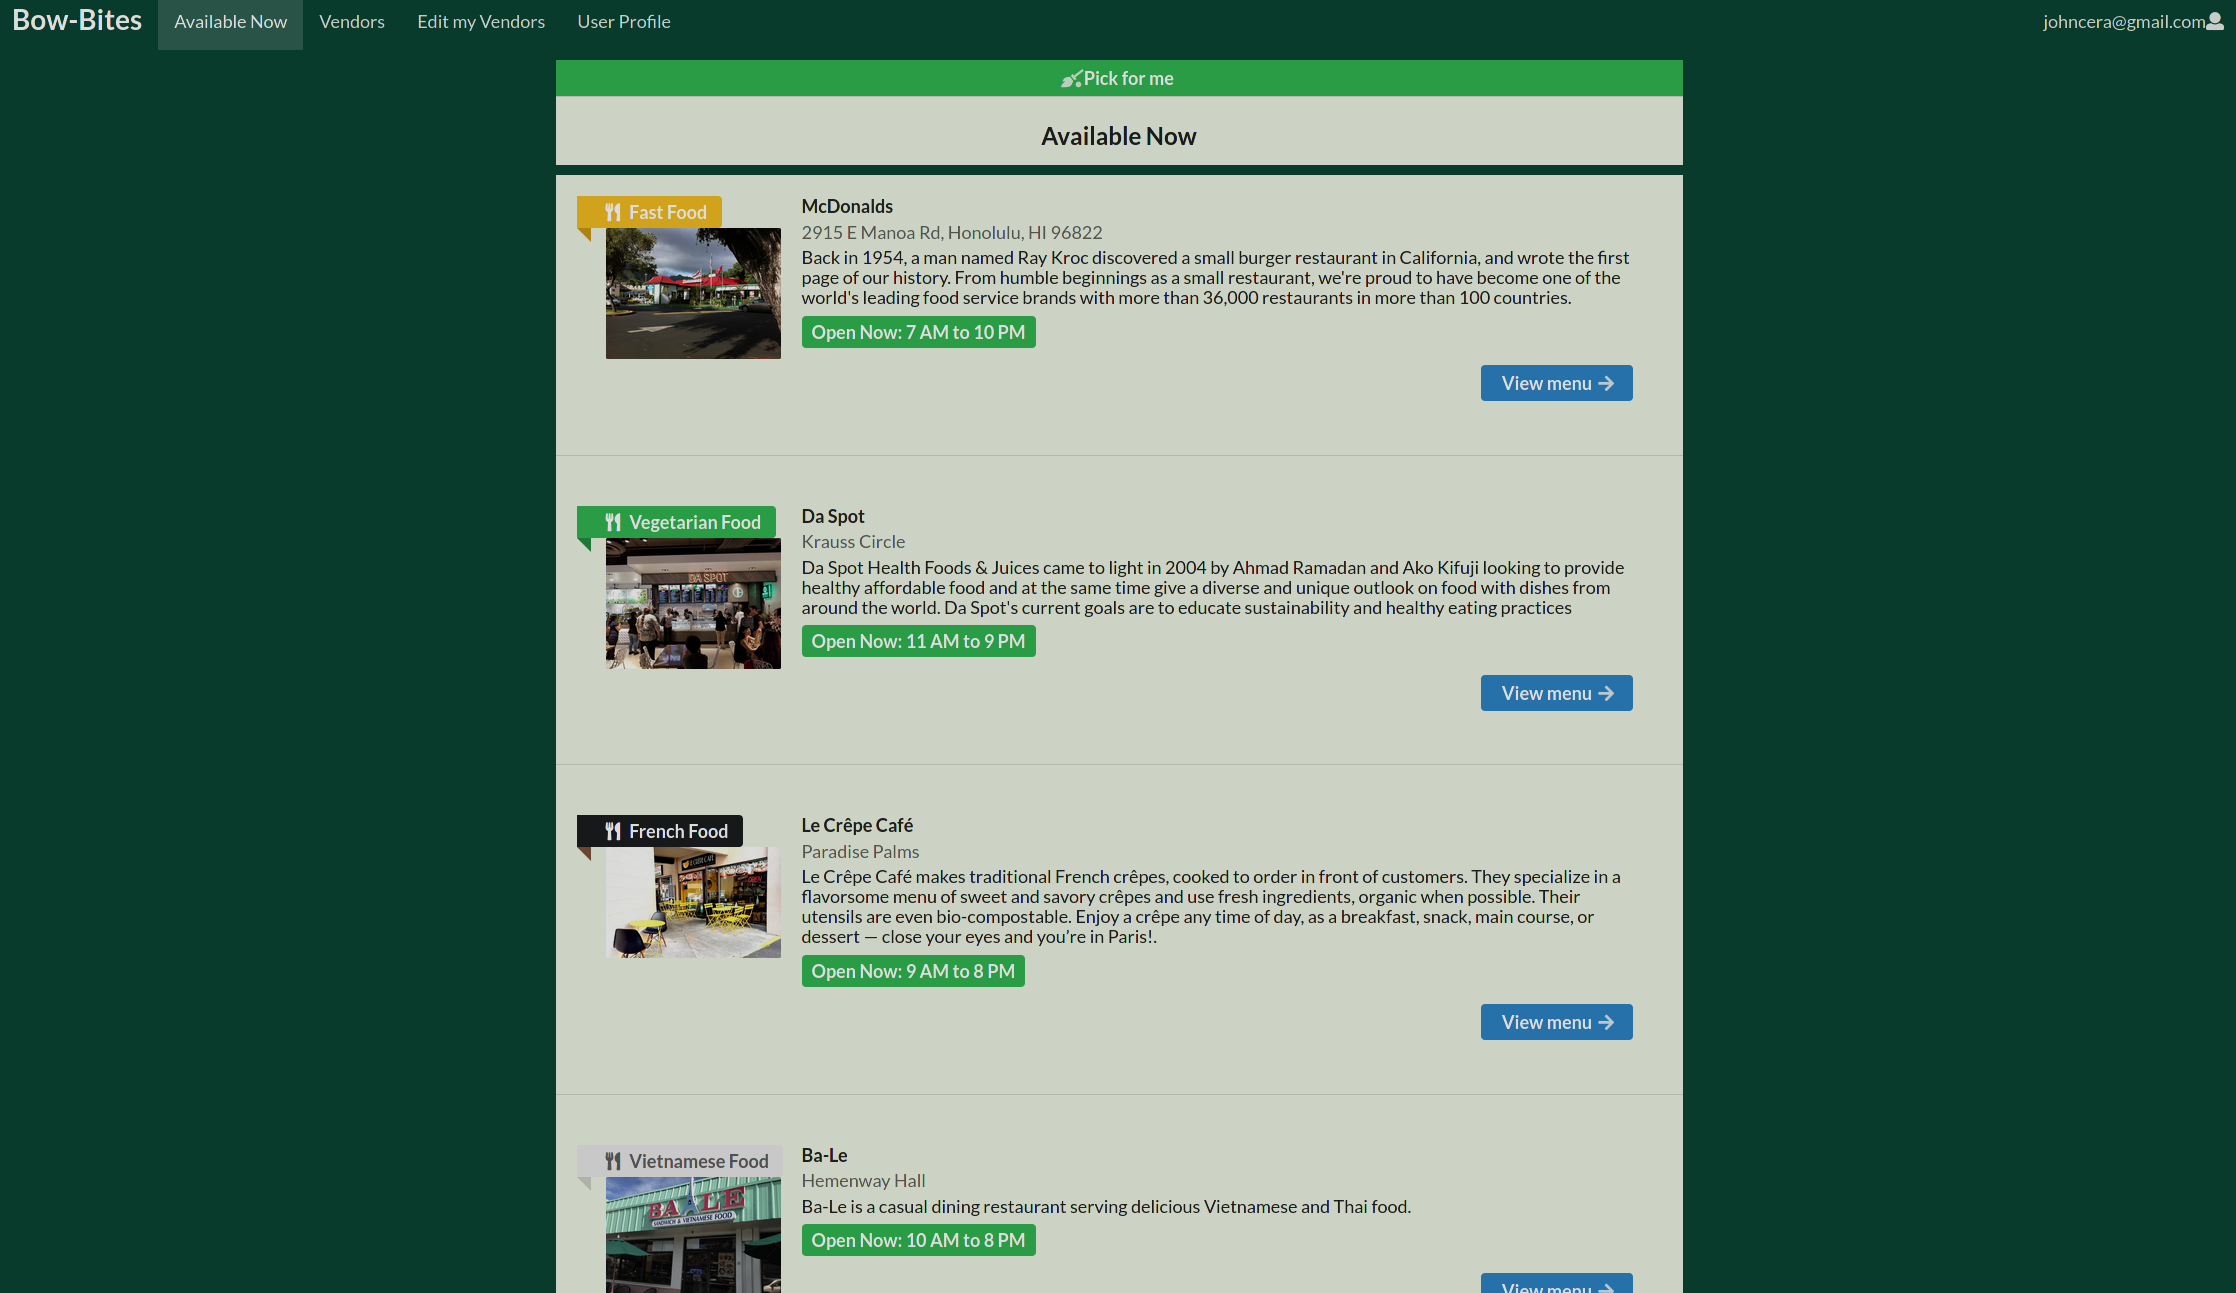 Bow-Bites
Available Now
Vendors
Edit my Vendors
User Profile
johncera@gmail.com
Pick for me
Available Now
Fast Food
McDonalds
2915 E Manoa Rd, Honolulu, HI 96822
Back in 1954, a man named Ray Kroc discovered a small burger restaurant in California, and wrote the first
page of our history. From humble beginnings as a small restaurant, we're proud to have become one of the
world's leading food service brands with more than 36,000 restaurants in more than 100 countries.
Open Now: 7 AM to 10 PM
View menu
Vegetarian Food
DA SPOT
Da Spot
Krauss Circle
Da Spot Health Foods & Juices came to light in 2004 by Ahmad Ramadan and Ako Kifuji looking to provide
healthy affordable food and at the same time give a diverse and unique outlook on food with dishes from
around the world. Da Spot's current goals are to educate sustainability and healthy eating practices
Open Now: 11 AM to 9 PM
View menu
French Food
LE CREPE CAFE
OPEN
Le Crêpe Café
Paradise Palms
Le Crêpe Café makes traditional French crêpes, cooked to order in front of customers. They specialize in a
flavorsome menu of sweet and savory crêpes and use fresh ingredients, organic when possible. Their
utensils are even bio-compostable. Enjoy a crêpe any time of day, as a breakfast, snack, main course, or
dessert — close your eyes and you’re in Paris!.
Open Now: 9 AM to 8 PM
View menu
Vietnamese Food
BA LE
SANDWICH & VIETNAMESE FOOD
Ba-Le
Hemenway Hall
Ba-Le is a casual dining restaurant serving delicious Vietnamese and Thai food.
Open Now: 10 AM to 8 PM
View menu